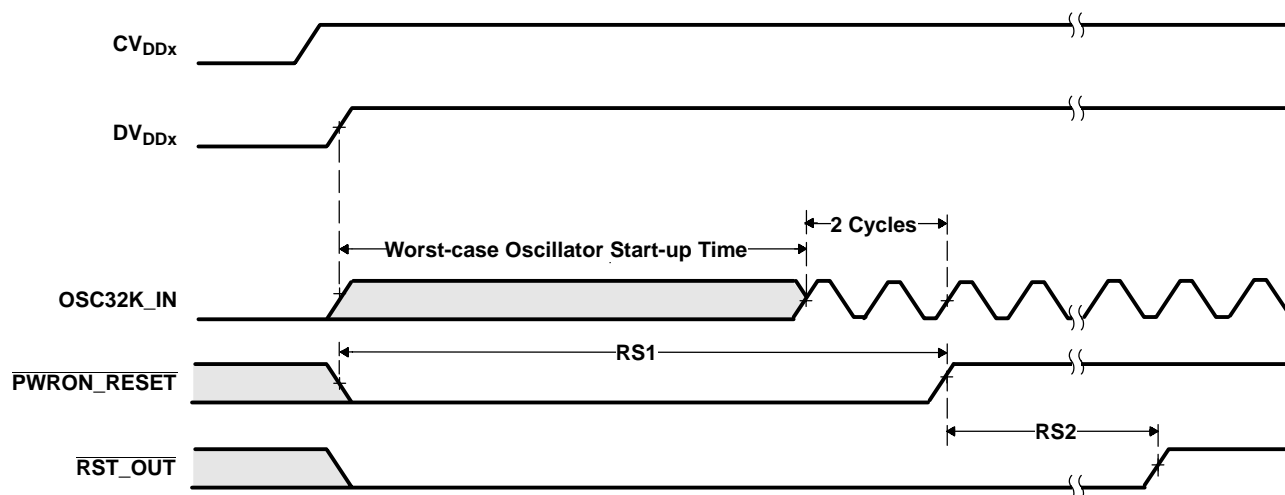 CVDDx
DVDDx
2 Cycles
Worst-case Oscillator Start-up Time
OSC32K_IN
RS1
PWRON_RESET
RS2
RST_OUT